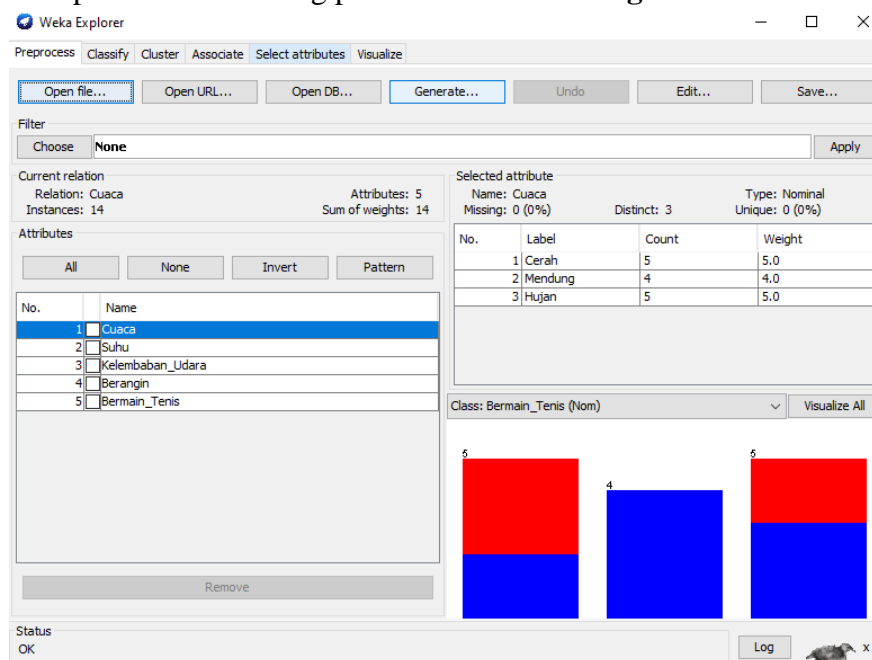 Weka Explorer
Preprocess Classify Cluster Associate Select attributes Visualize
Open file... Open URL... Open DB... Generate... Undo Edit... Save...
Filter
Choose None Apply
Current relation
Relation: Cuaca Attributes: 5
Instances: 14 Sum of weights: 14
Selected attribute
Name: Cuaca Type: Nominal
Missing: 0 (0%) Distinct: 3 Unique: 0 (0%)
Attributes
All None Invert Pattern
No. Name
1 Cuaca
2 Suhu
3 Kelembaban_Udara
4 Berangin
5 Bermain_Tenis
Remove
No. Label Count Weight
1 Cerah 5 5.0
2 Mendung 4 4.0
3 Hujan 5 5.0
Class: Bermain_Tenis (Nom) Visualize All
5 4 5
Status
OK Log x